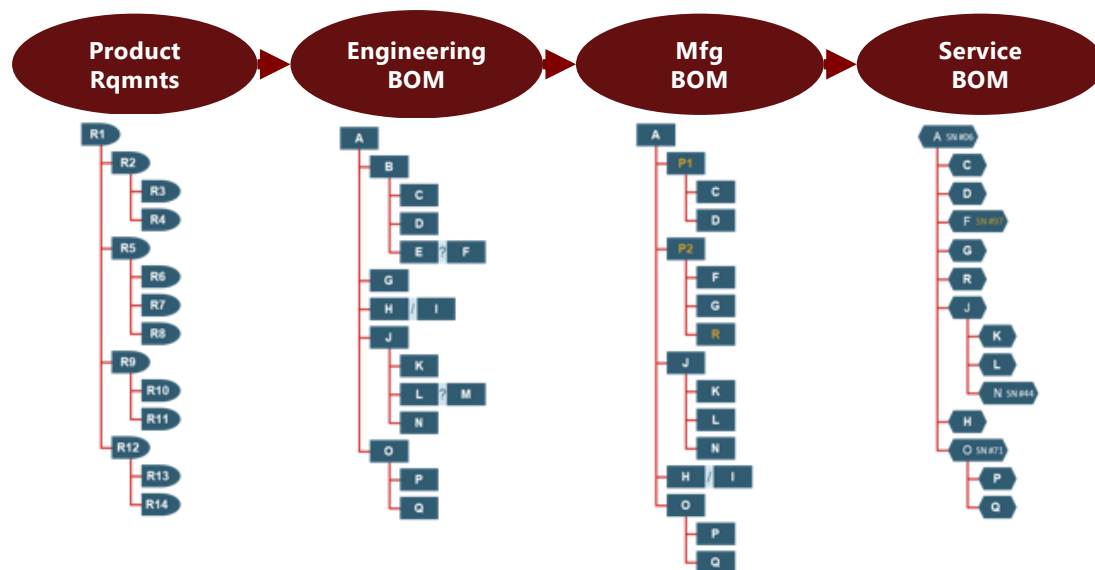 Product
Rqmnts
Engineering
BOM
Mfg
BOM
Service
BOM
R1
R2
R3
R4
R5
R6
R7
R8
R9
R10
R11
R12
R13
R14
A
B
C
D
E ? F
G
H / I
J
K
L ? M
N
O
P
Q
A
P1
C
D
P2
F
G
R
J
K
L
N
H / I
O
P
Q
A SN #06
C
D
F SN #97
G
R
J
K
L
N SN #44
H
O SN #71
P
Q